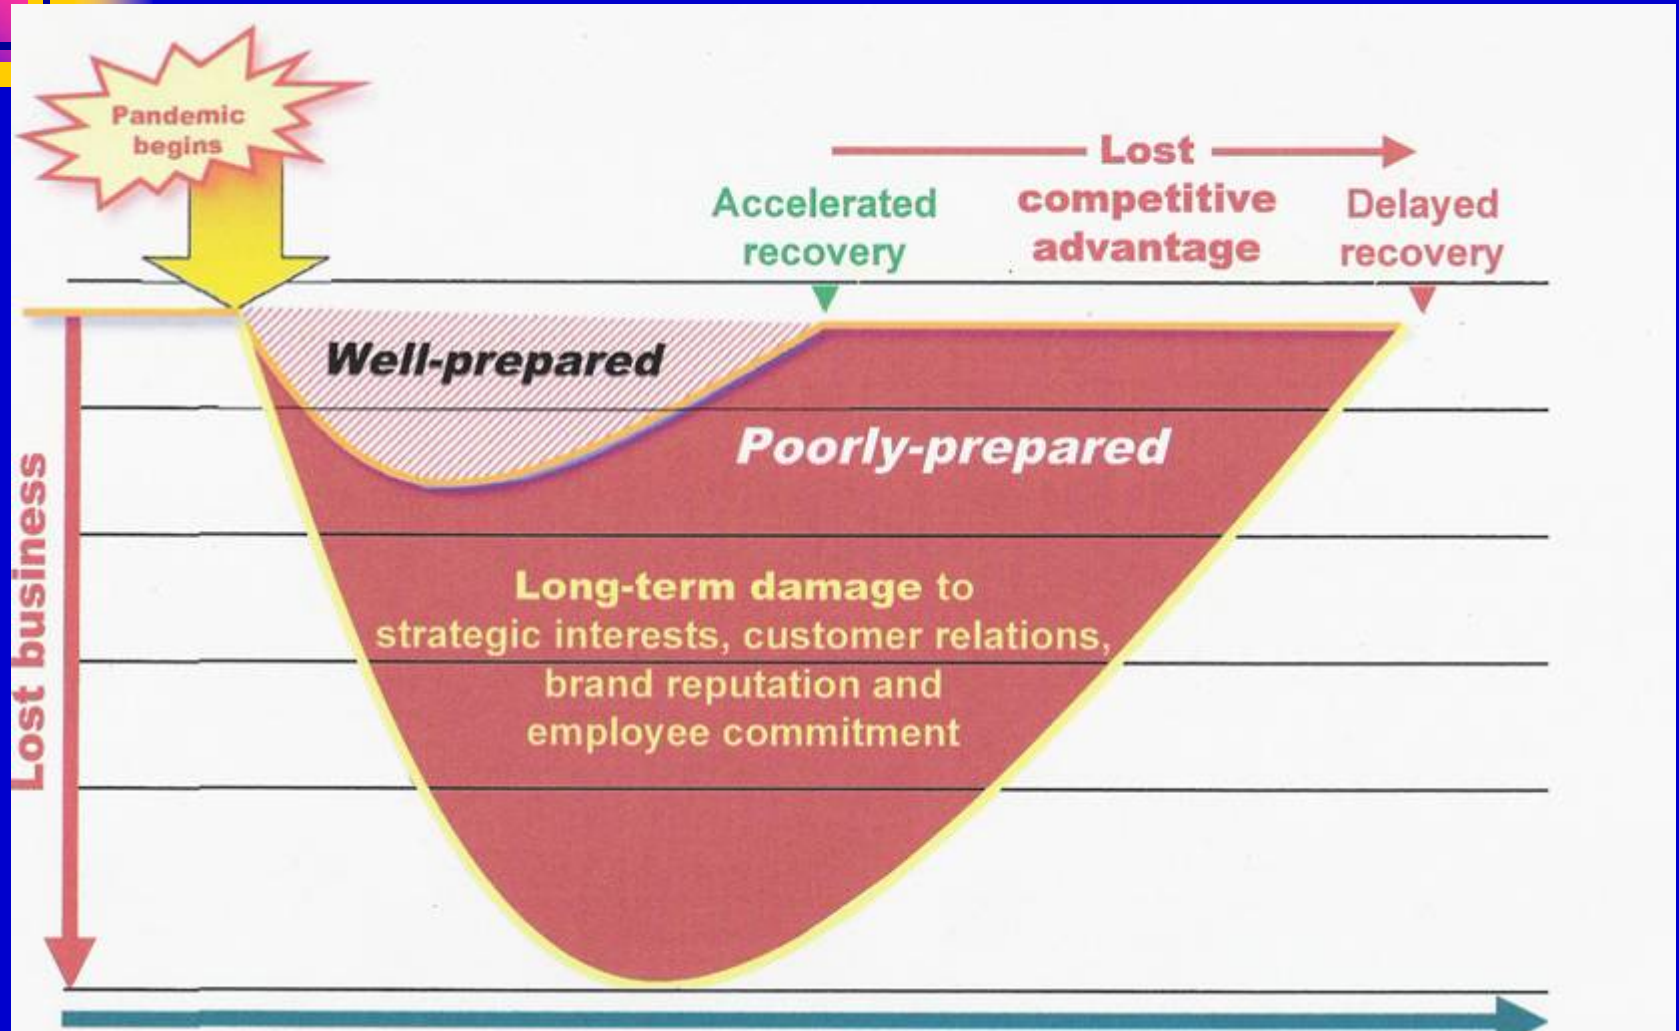 Pandemic
begins
Lost
competitive
advantage
Accelerated
recovery
Delayed
recovery
Well-prepared
Poorly-prepared
Long-term damage to
strategic interests, customer relations,
brand reputation and
employee commitment
Lost business